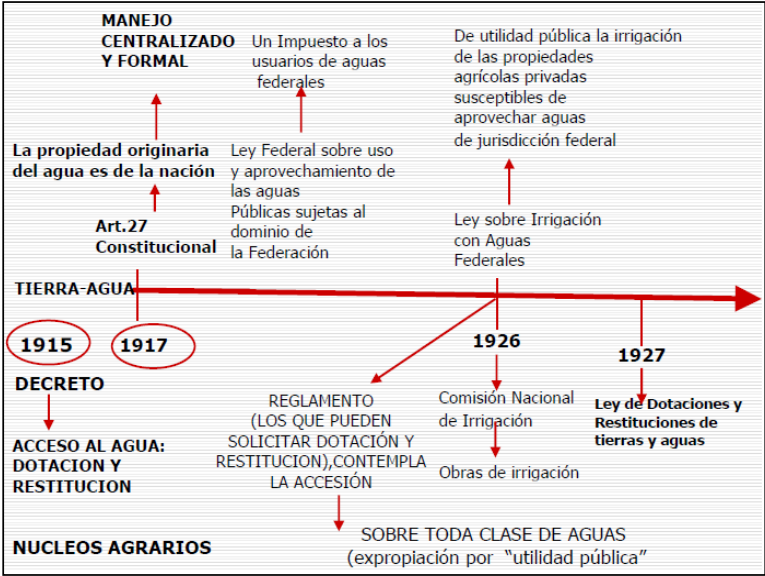 MANEJO
CENTRALIZADO
Y FORMAL
Un Impuesto a los
usuarios de aguas
federales
De utilidad pública la irrigación
de las propiedades
agrícolas privadas
susceptibles de
aprovechar aguas
de jurisdicción federal
La propiedad originaria
del agua es de la nación
Ley Federal sobre uso
y aprovechamiento de
las aguas
Públicas sujetas al
dominio de
la Federación
Art.27
Constitucional
Ley sobre Irrigación
con Aguas
Federales
TIERRA-AGUA
1915
1917
1926
1927
DECRETO
ACCESO AL AGUA:
DOTACION Y
RESTITUCION
REGLAMENTO
(LOS QUE PUEDEN
SOLICITAR DOTACIÓN Y
RESTITUCION),CONTEMPLA
LA ACCESIÓN
Comisión Nacional
de Irrigación
Obras de irrigación
Ley de Dotaciones y
Restituciones de
tierras y aguas
NUCLEOS AGRARIOS
SOBRE TODA CLASE DE AGUAS
(expropiación por “utilidad pública“